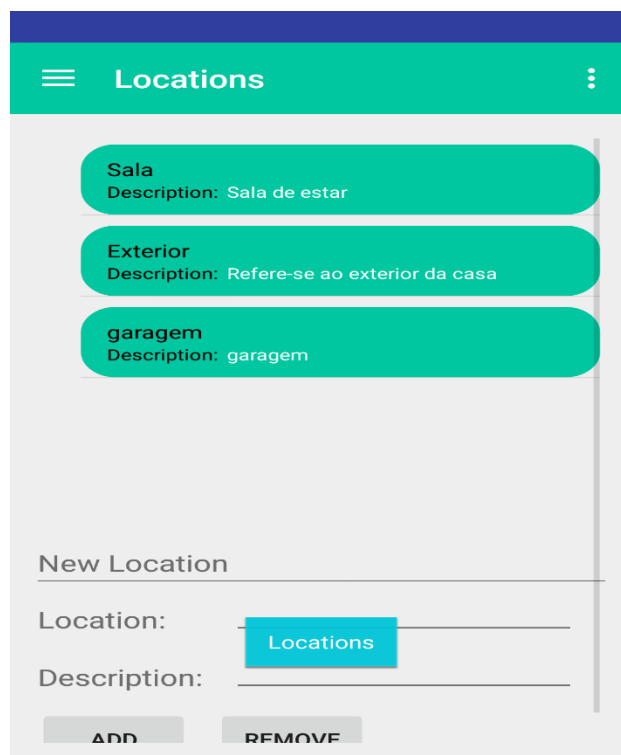 Locations
Sala
Description: Sala de estar
Exterior
Description: Refere-se ao exterior da casa
garagem
Description: garagem
New Location
Location:
Locations
Description:
ADD REMOVE